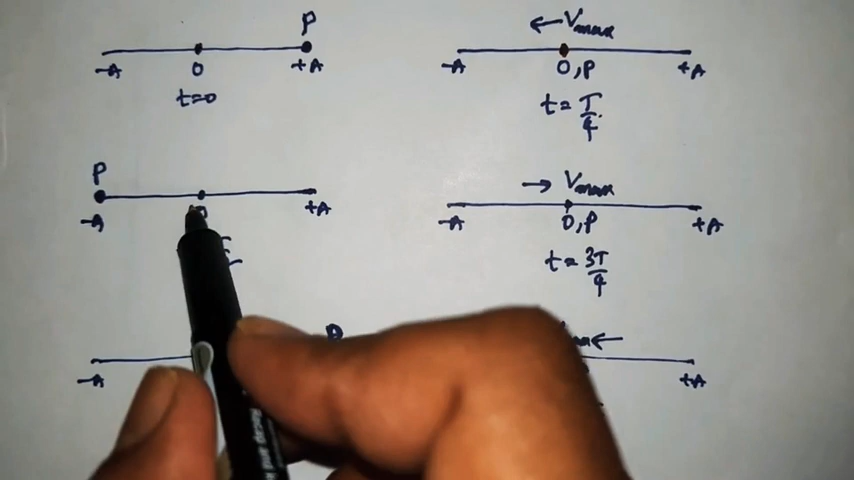 P
-A 0 +A
t=0
← Vmax
-A 0,P +A
t = T/4
P
-A +A
→ Vmax
-A 0,P +A
t = 3T/4
-A
←
+A